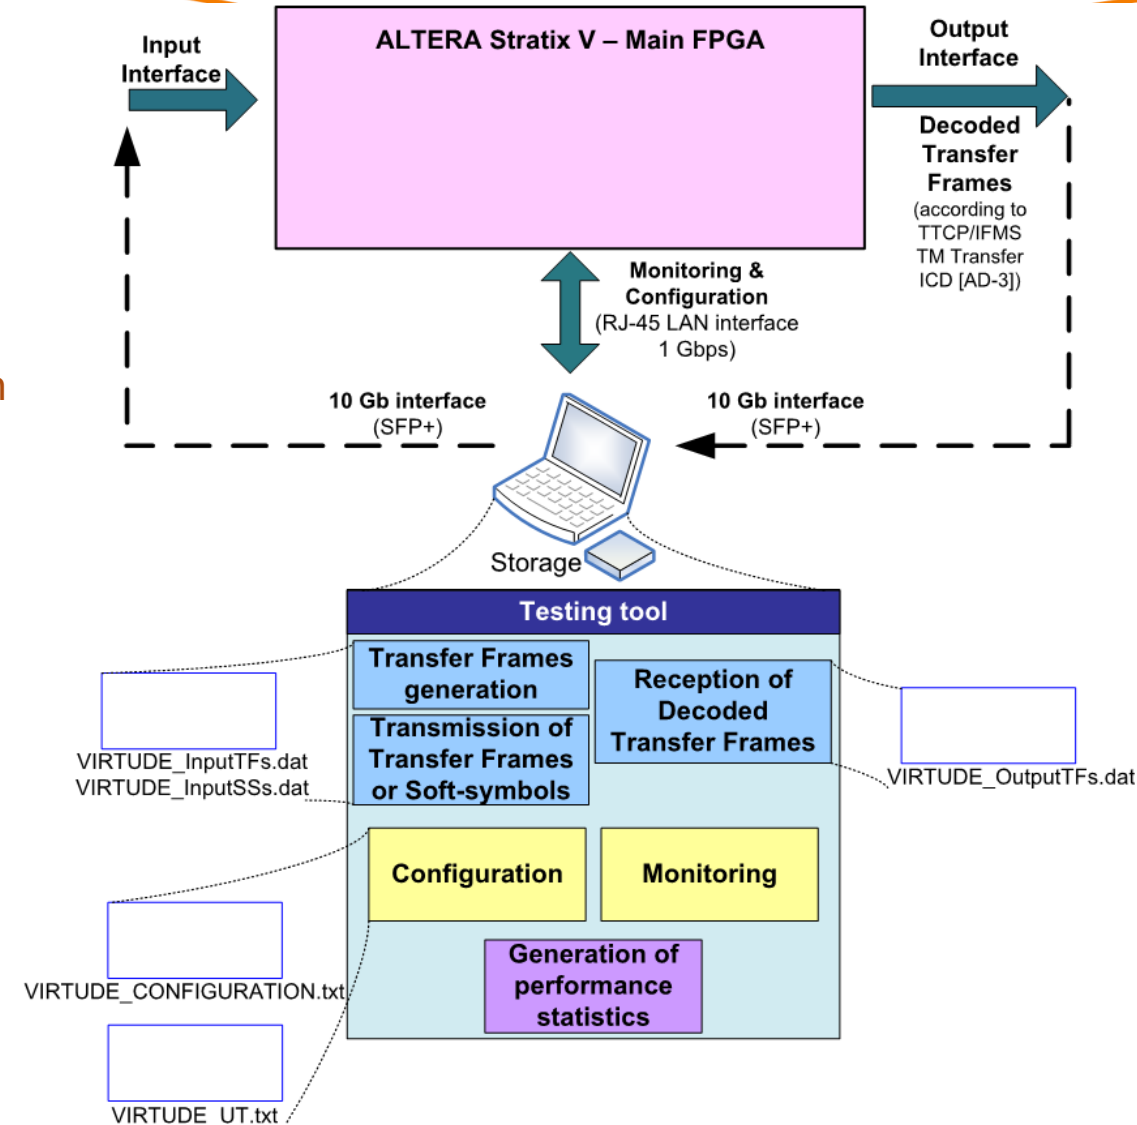 Input
Interface
ALTERA Stratix V – Main FPGA
Output
Interface
Decoded
Transfer
Frames
(according to
TTCP/IFMS
TM Transfer
ICD [AD-3])
Monitoring &
Configuration
(RJ-45 LAN interface
1 Gbps)
n
10 Gb interface
(SFP+)
10 Gb interface
(SFP+)
Storage
Testing tool
Transfer Frames
generation
Transmission of
Transfer Frames
or Soft-symbols
Reception of
Decoded
Transfer Frames
VIRTUDE_InputTFs.dat
VIRTUDE_InputSSs.dat
VIRTUDE_OutputTFs.dat
Configuration
Monitoring
Generation of
performance
statistics
VIRTUDE_CONFIGURATION.txt
VIRTUDE_UT.txt